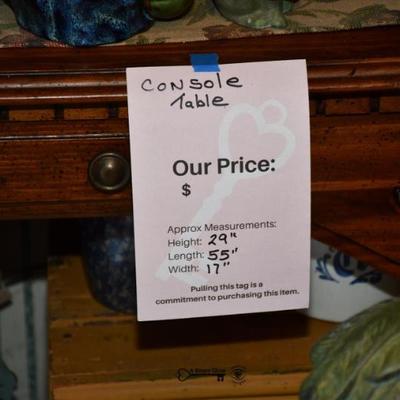 Console
Table
Our Price:
$
Approx Measurements:
Height: 29"
Length: 55"
Width: 17"
Pulling this tag is a
commitment to purchasing this item.